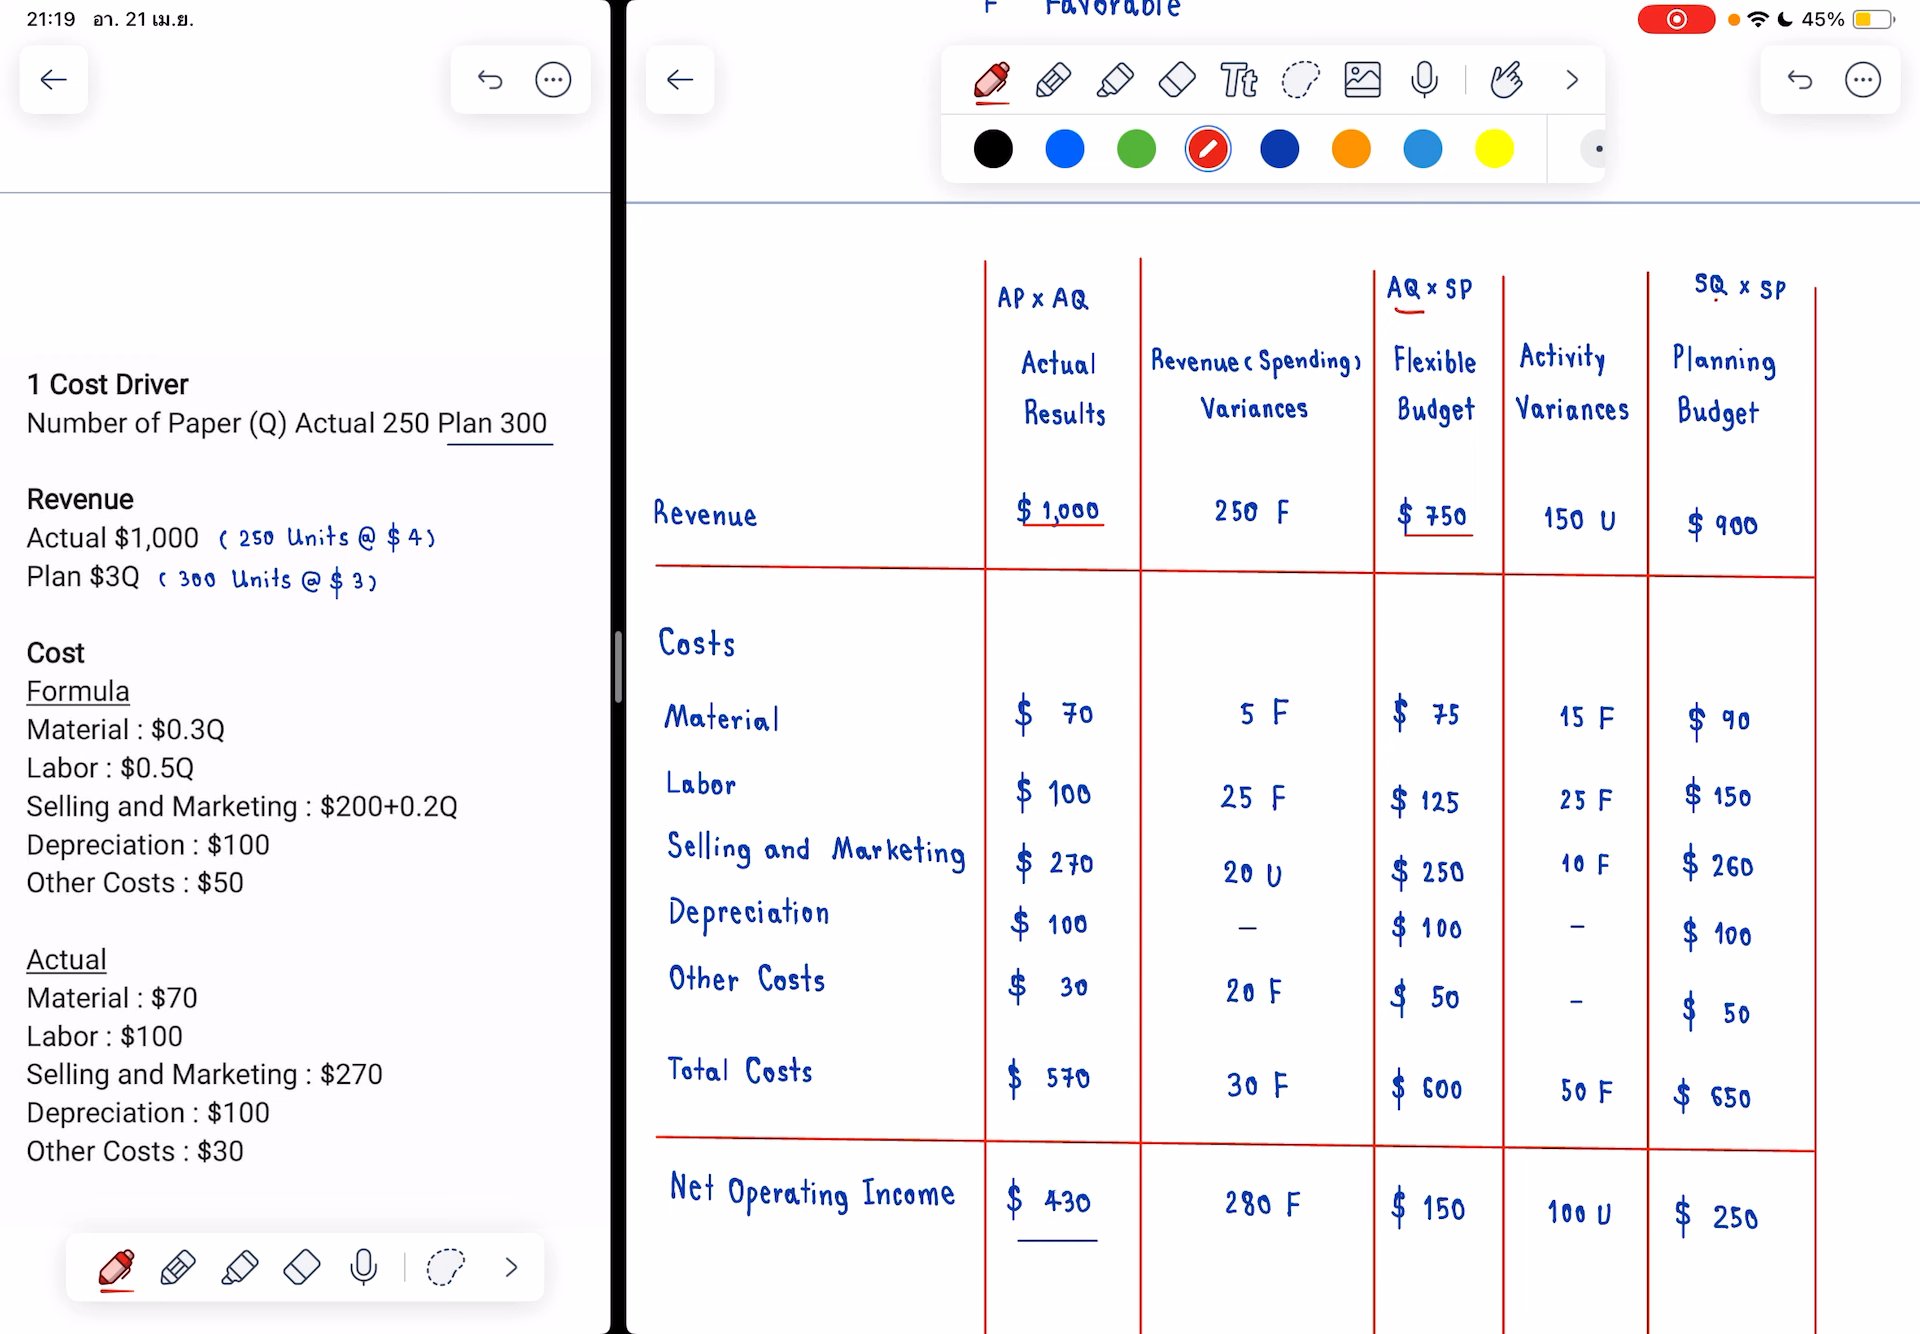 21:19 อา. 21 เม.ย.
45%
1 Cost Driver
Number of Paper (Q) Actual 250 Plan 300
Revenue
Actual $1,000 ( 250 Units @ $ 4 )
Plan $3Q ( 300 Units @ $ 3 )
Cost
Formula
Material : $0.3Q
Labor : $0.5Q
Selling and Marketing : $200+0.2Q
Depreciation : $100
Other Costs : $50
Actual
Material : $70
Labor : $100
Selling and Marketing : $270
Depreciation : $100
Other Costs : $30
F Favorable
Tt
AP x AQ AQ x SP SQ x SP
Actual Results Revenue ( Spending ) Variances Flexible Budget Activity Variances Planning Budget
Revenue $ 1,000 250 F $ 750 150 U $ 900
Costs
Material $ 70 5 F $ 75 15 F $ 90
Labor $ 100 25 F $ 125 25 F $ 150
Selling and Marketing $ 270 20 U $ 250 10 F $ 260
Depreciation $ 100 – $ 100 – $ 100
Other Costs $ 30 20 F $ 50 – $ 50
Total Costs $ 570 30 F $ 600 50 F $ 650
Net Operating Income $ 430 280 F $ 150 100 U $ 250